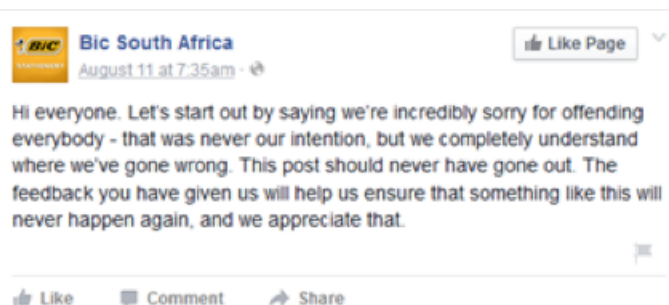 BiC
STATIONERY
Bic South Africa
Like Page
August 11 at 7:35am
Hi everyone. Let's start out by saying we're incredibly sorry for offending
everybody - that was never our intention, but we completely understand
where we've gone wrong. This post should never have gone out. The
feedback you have given us will help us ensure that something like this will
never happen again, and we appreciate that.
Like Comment Share